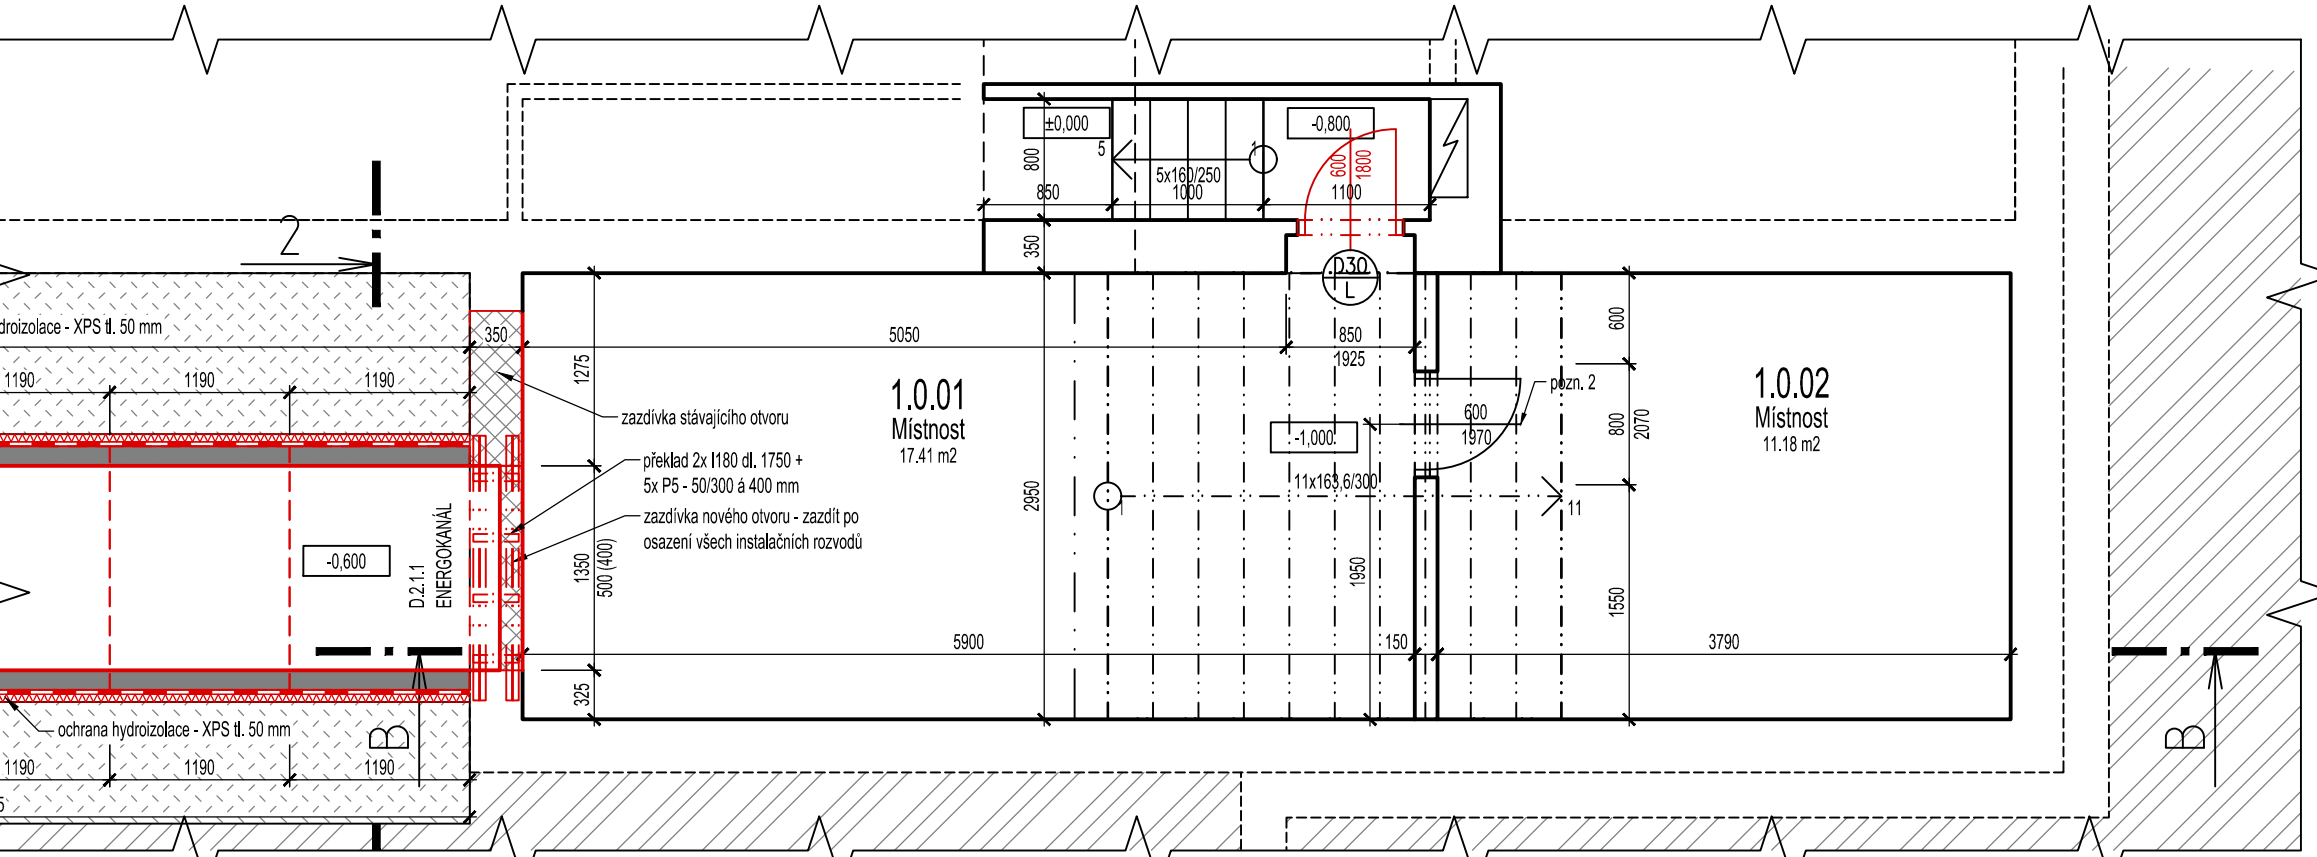 ±0,000
-0,800
5
1
800
600
1800
5x160/250
850
1000
1100
2
350
D30
L
droizolace - XPS tl. 50 mm
350
5050
850
1925
600
1190
1190
1190
1275
zazdívka stávajícího otvoru
1.0.01
Místnost
17.41 m2
pozn. 2
1.0.02
Místnost
11.18 m2
600
1970
800
2070
-1,000
překlad 2x I180 dl. 1750 +
5x P5 - 50/300 á 400 mm
11x163,6/300
1
11
2950
zazdívka nového otvoru - zazdít po
osazení všech instalačních rozvodů
-0,600
D.2.1.1
ENERGOKANÁL
1350
500 (400)
1950
1550
5900
150
3790
325
ochrana hydroizolace - XPS tl. 50 mm
B
B
1190
1190
1190
5